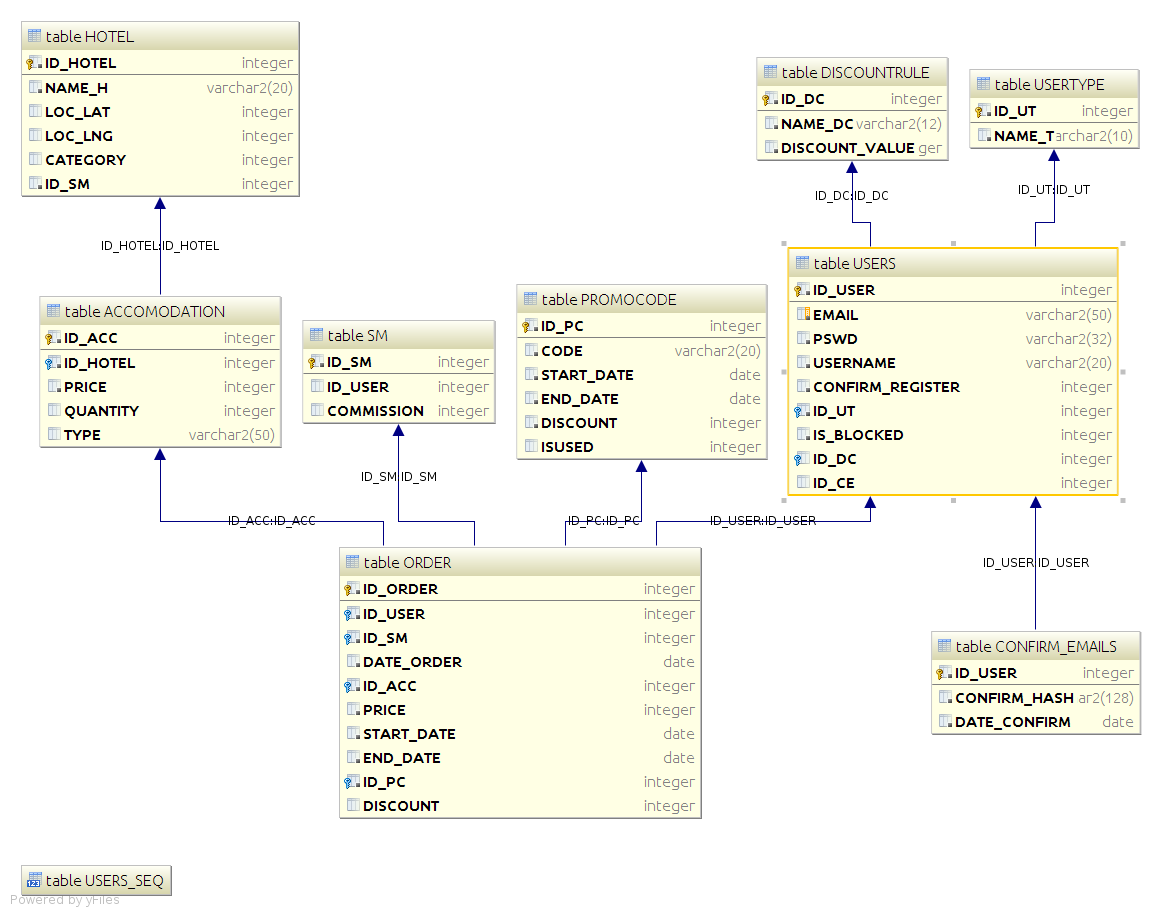 table HOTEL
ID_HOTEL integer
NAME_H varchar2(20)
LOC_LAT integer
LOC_LNG integer
CATEGORY integer
ID_SM integer
table DISCOUNTRULE
ID_DC integer
NAME_DC varchar2(12)
DISCOUNT_VALUE ger
table USERTYPE
ID_UT integer
NAME_T archar2(10)
ID_DC:ID_DC
ID_UT:ID_UT
ID_HOTEL:ID_HOTEL
table ACCOMODATION
ID_ACC integer
ID_HOTEL integer
PRICE integer
QUANTITY integer
TYPE varchar2(50)
table SM
ID_SM integer
ID_USER integer
COMMISSION integer
table PROMOCODE
ID_PC integer
CODE varchar2(20)
START_DATE date
END_DATE date
DISCOUNT integer
ISUSED integer
table USERS
ID_USER integer
EMAIL varchar2(50)
PSWD varchar2(32)
USERNAME varchar2(20)
CONFIRM_REGISTER integer
ID_UT integer
IS_BLOCKED integer
ID_DC integer
ID_CE integer
ID_SM:ID_SM
ID_ACC:ID_ACC
ID_PC:ID_PC
ID_USER:ID_USER
ID_USER:ID_USER
table ORDER
ID_ORDER integer
ID_USER integer
ID_SM integer
DATE_ORDER date
ID_ACC integer
PRICE integer
START_DATE date
END_DATE date
ID_PC integer
DISCOUNT integer
table CONFIRM_EMAILS
ID_USER integer
CONFIRM_HASH ar2(128)
DATE_CONFIRM date
table USERS_SEQ
Powered by yFiles